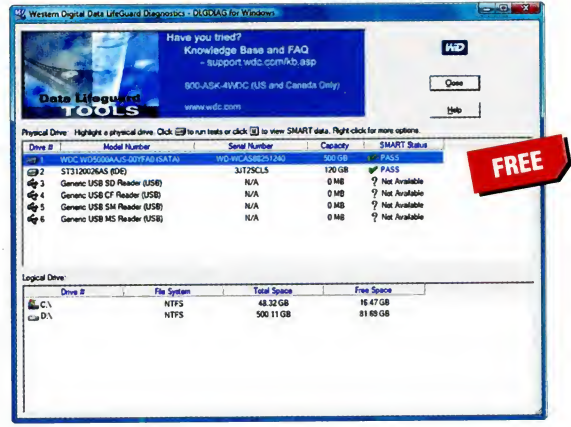 Western Digital Data LifeGuard Diagnostics - DLGDIAG for Windows
Have you tried?
Knowledge Base and FAQ
- support.wdc.com/kb.asp
800-ASK-4WDC (US and Canada Only)
www.wdc.com
Data Lifeguard
TOOLS
WD
Close
Help
Physical Drive: Highlight a physical drive. Click to run tests or click to view SMART data. Right-click for more options.
Drive # Model Number Serial Number Capacity SMART Status
1 WDC WD5000AAJS-00YFA0 (SATA) WD-WCAS88251240 500 GB PASS
2 ST3120026AS (IDE) 3JT2SCL5 120 GB PASS
3 Generic USB SD Reader (USB) N/A 0 MB ? Not Available
4 Generic USB CF Reader (USB) N/A 0 MB ? Not Available
5 Generic USB SM Reader (USB) N/A 0 MB ? Not Available
6 Generic USB MS Reader (USB) N/A 0 MB ? Not Available
FREE
Logical Drive:
Drive # File System Total Space Free Space
C:\ NTFS 48.32 GB 16.47 GB
D:\ NTFS 500.11 GB 81.69 GB